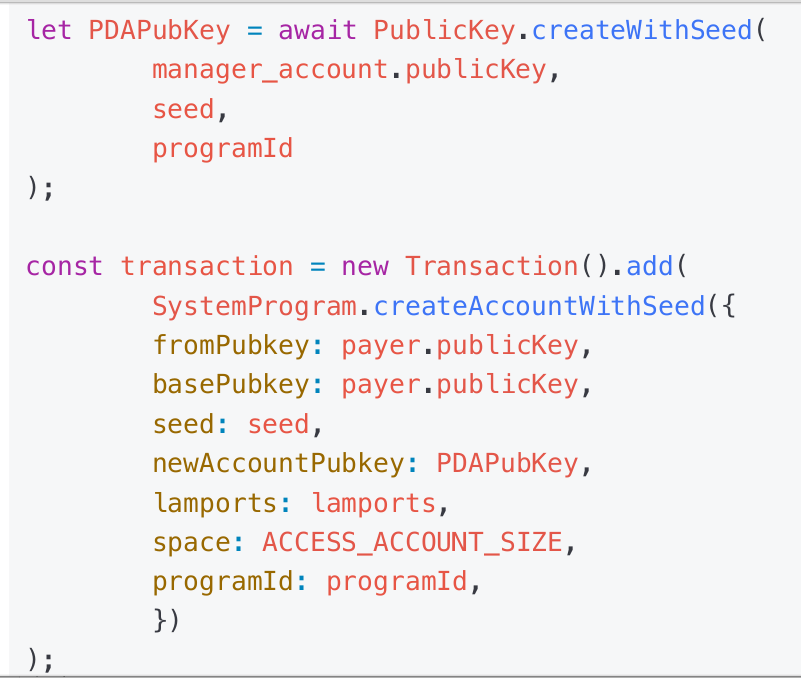 let PDAPubKey = await PublicKey.createWithSeed(
        manager_account.publicKey,
        seed,
        programId
);

const transaction = new Transaction().add(
        SystemProgram.createAccountWithSeed({
        fromPubkey: payer.publicKey,
        basePubkey: payer.publicKey,
        seed: seed,
        newAccountPubkey: PDAPubKey,
        lamports: lamports,
        space: ACCESS_ACCOUNT_SIZE,
        programId: programId,
        })
);